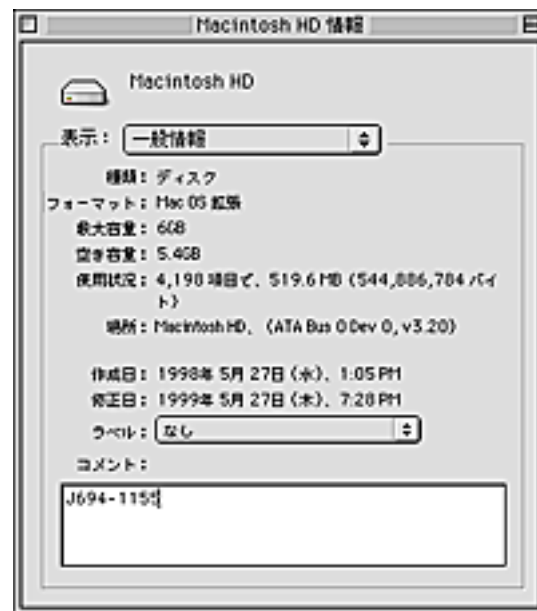 Macintosh HD 情報
Macintosh HD
表示： 一般情報
種類： ディスク
フォーマット： Mac OS 拡張
最大容量： 6GB
空き容量： 5.4GB
使用状況： 4,198 項目で、519.6 MB (544,886,784 バイ
ト)
場所： Macintosh HD、 (ATA Bus 0 Dev 0, v3.20)
作成日： 1998年 5月 27日 (水)、1:05 PM
修正日： 1999年 5月 27日 (木)、7:28 PM
ラベル： なし
コメント：
J694-1155